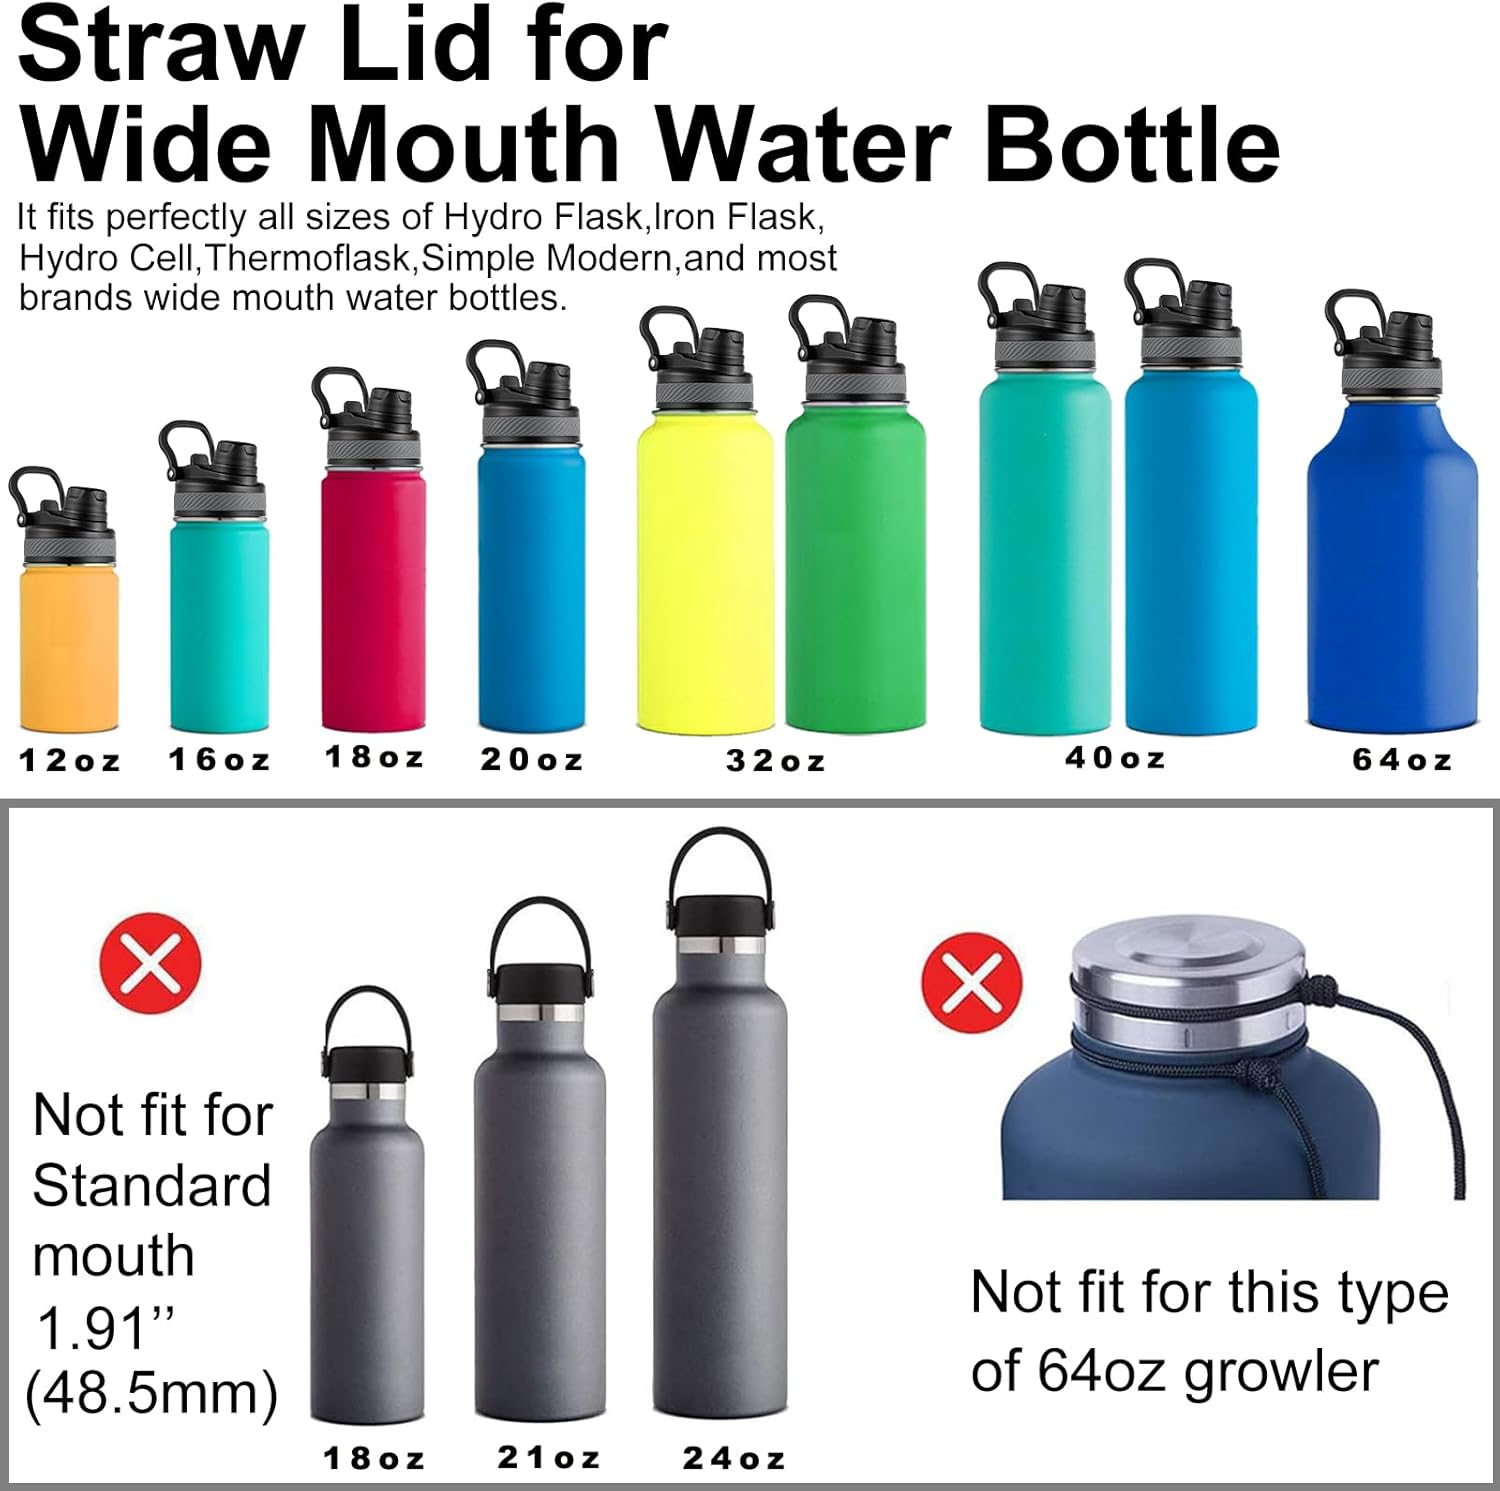 Straw Lid for
Wide Mouth Water Bottle
It fits perfectly all sizes of Hydro Flask,Iron Flask,
Hydro Cell,Thermoflask,Simple Modern,and most
brands wide mouth water bottles.
12oz
16oz
18oz
20oz
32oz
40oz
64oz
Not fit for
Standard
mouth
1.91’’
(48.5mm)
18oz
21oz
24oz
Not fit for this type
of 64oz growler